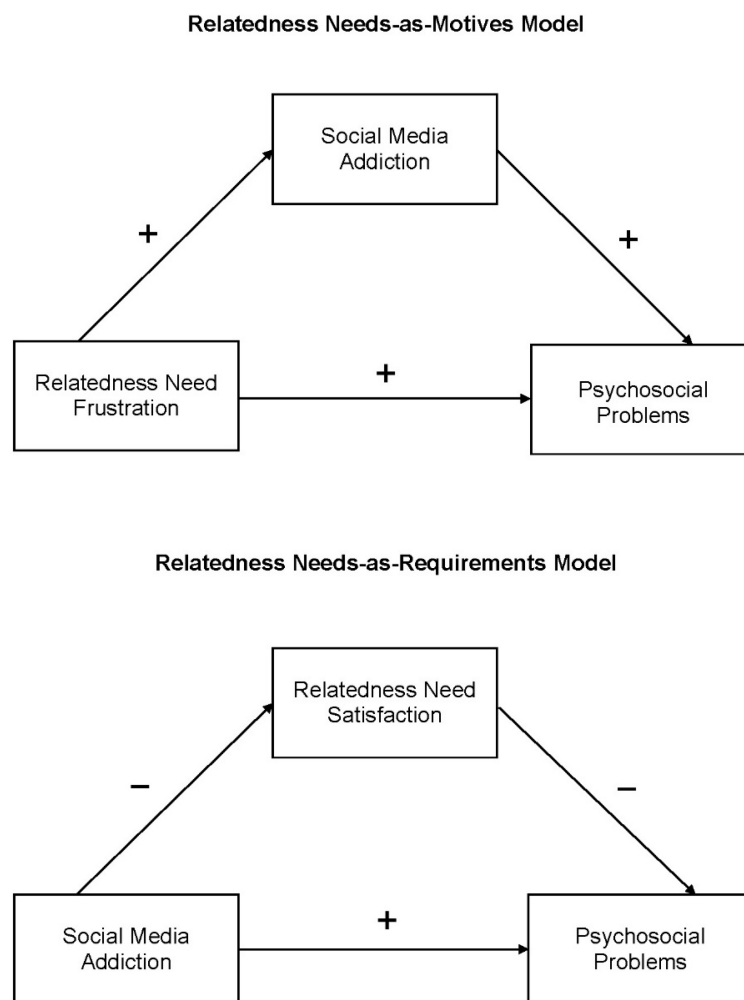 Relatedness Needs-as-Motives Model
Social Media
Addiction
+
+
Relatedness Need
Frustration
+
Psychosocial
Problems
Relatedness Needs-as-Requirements Model
Relatedness Need
Satisfaction
−
−
Social Media
Addiction
+
Psychosocial
Problems